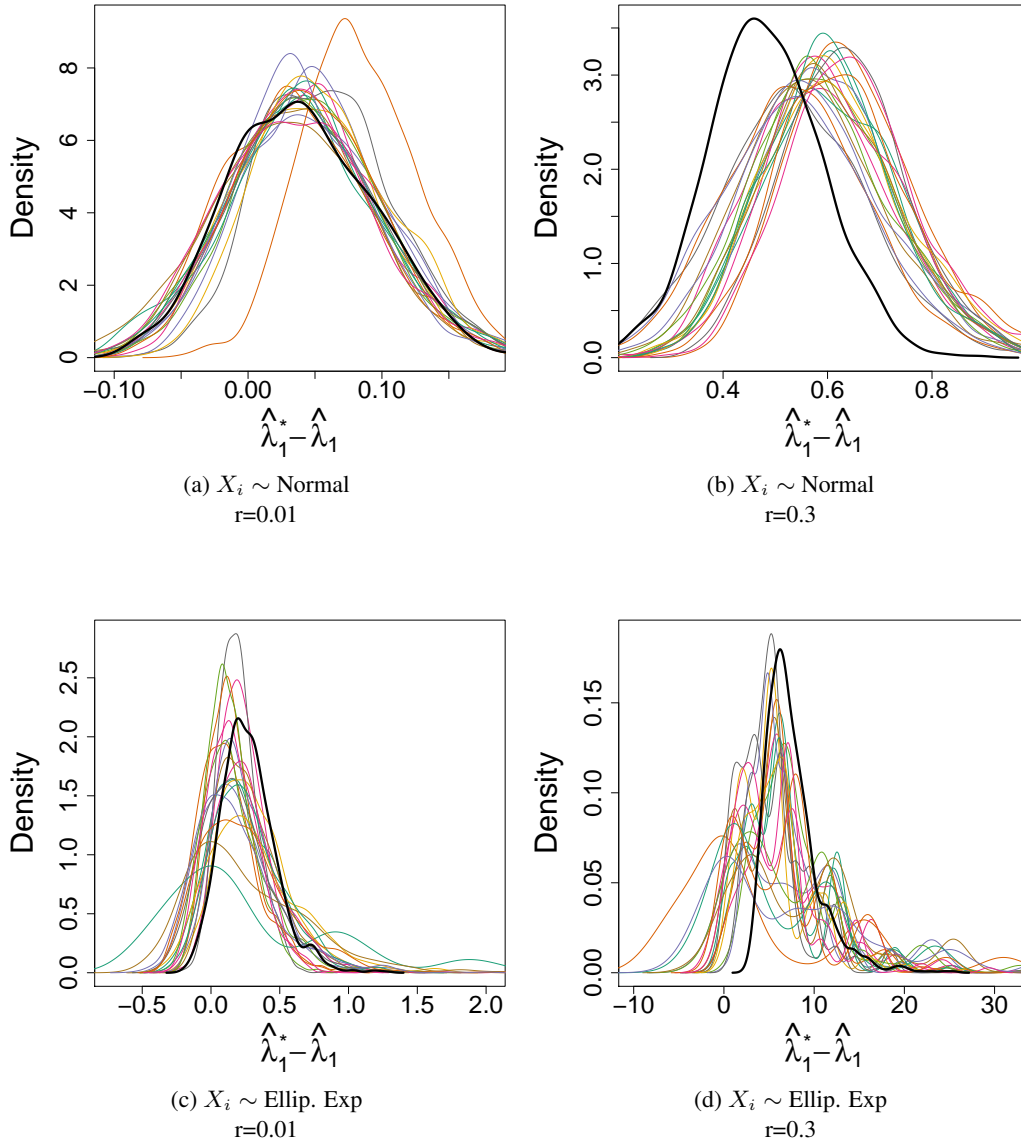 Density
0 2 4 6 8
−0.10 0.00 0.10
λ̂₁*−λ̂₁
(a) Xᵢ ∼ Normal
r=0.01
Density
0.0 1.0 2.0 3.0
0.4 0.6 0.8
λ̂₁*−λ̂₁
(b) Xᵢ ∼ Normal
r=0.3
Density
0.0 0.5 1.0 1.5 2.0 2.5
−0.5 0.0 0.5 1.0 1.5 2.0
λ̂₁*−λ̂₁
(c) Xᵢ ∼ Ellip. Exp
r=0.01
Density
0.00 0.05 0.10 0.15
−10 0 10 20 30
λ̂₁*−λ̂₁
(d) Xᵢ ∼ Ellip. Exp
r=0.3